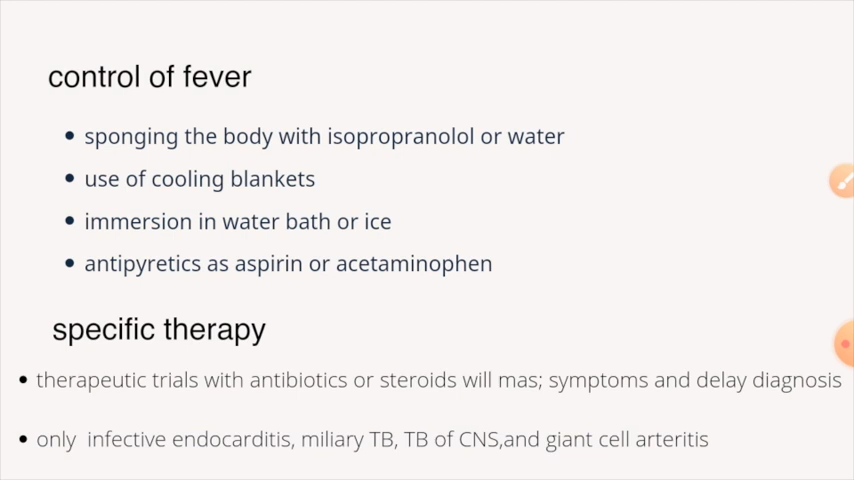 control of fever
• sponging the body with isopropranolol or water
• use of cooling blankets
• immersion in water bath or ice
• antipyretics as aspirin or acetaminophen
specific therapy
• therapeutic trials with antibiotics or steroids will mas; symptoms and delay diagnosis
• only infective endocarditis, miliary TB, TB of CNS,and giant cell arteritis